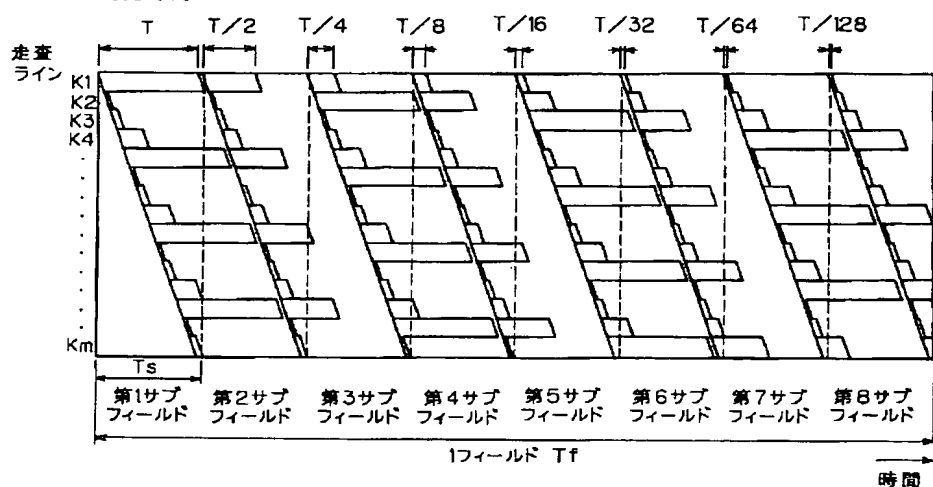 T T/2 T/4 T/8 T/16 T/32 T/64 T/128
走査
ライン
K1
K2
K3
K4
Km
Ts
第1サブ 第2サブ 第3サブ 第4サブ 第5サブ 第6サブ 第7サブ 第8サブ
フィールド フィールド フィールド フィールド フィールド フィールド フィールド フィールド
1フィールド Tf
時間